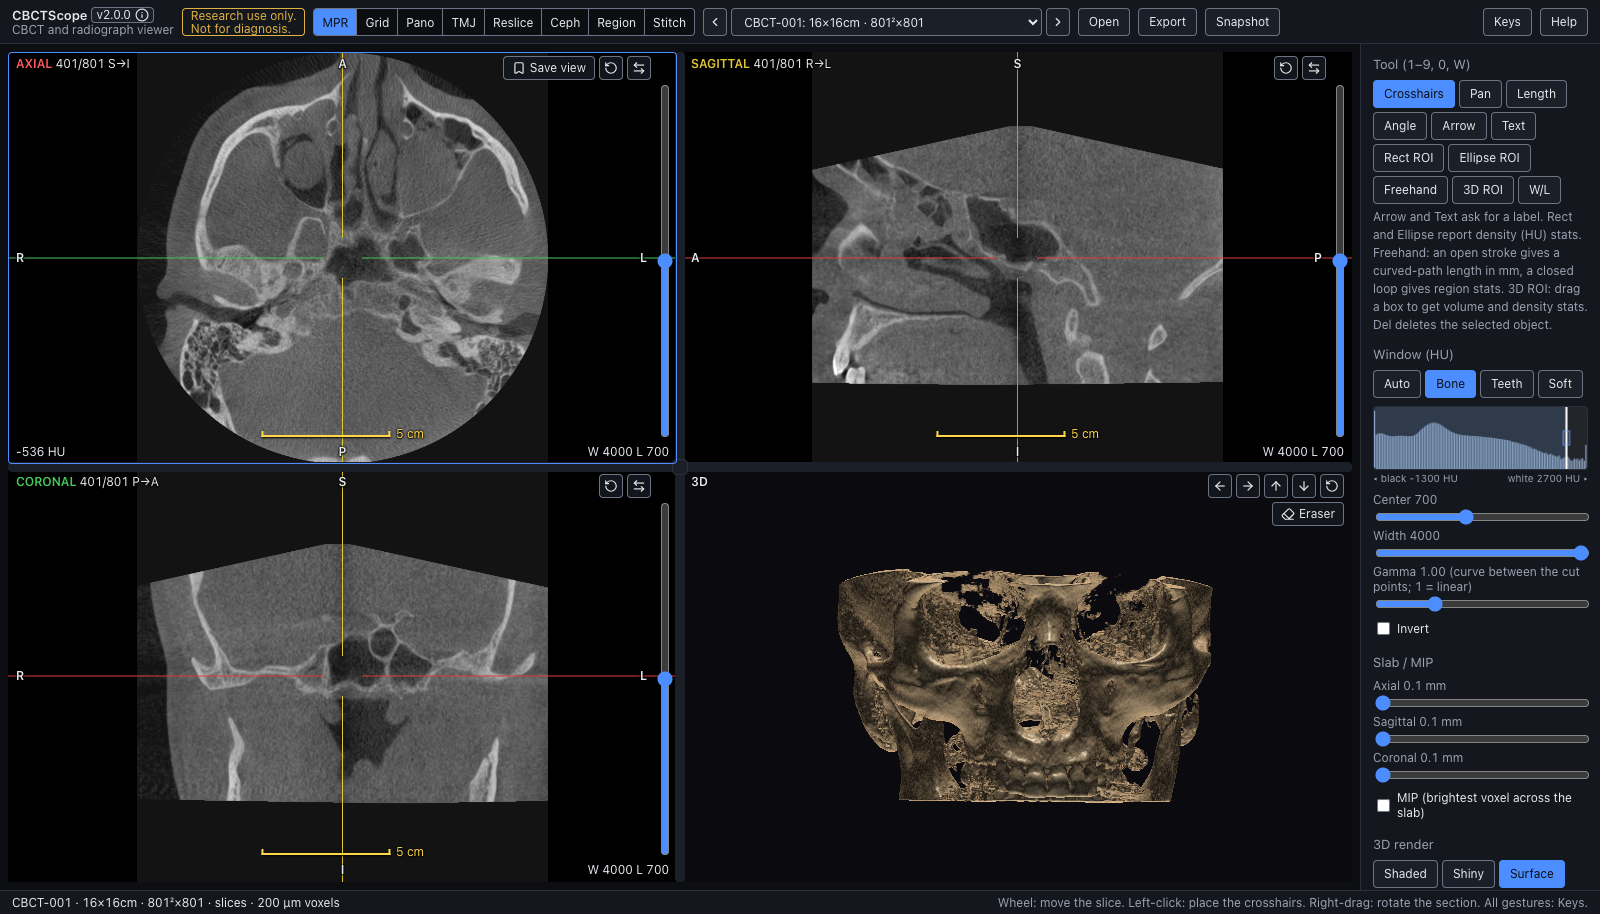 CBCTScope v2.0.0
CBCT and radiograph viewer
Research use only.
Not for diagnosis.
MPR Grid Pano TMJ Reslice Ceph Region Stitch
CBCT-001: 16×16cm · 801²×801
Open Export Snapshot
Keys Help
AXIAL 401/801 S→I
A
Save view
R
L
5 cm
-536 HU
P
W 4000 L 700
SAGITTAL 401/801 R→L
S
A
P
5 cm
I
W 4000 L 700
CORONAL 401/801 P→A
S
R
L
5 cm
I
W 4000 L 700
3D
Eraser
Tool (1–9, 0, W)
Crosshairs Pan Length
Angle Arrow Text
Rect ROI Ellipse ROI
Freehand 3D ROI W/L
Arrow and Text ask for a label. Rect
and Ellipse report density (HU) stats.
Freehand: an open stroke gives a
curved-path length in mm, a closed
loop gives region stats. 3D ROI: drag
a box to get volume and density stats.
Del deletes the selected object.
Window (HU)
Auto Bone Teeth Soft
◂ black -1300 HU white 2700 HU ▸
Center 700
Width 4000
Gamma 1.00 (curve between the cut
points; 1 = linear)
Invert
Slab / MIP
Axial 0.1 mm
Sagittal 0.1 mm
Coronal 0.1 mm
MIP (brightest voxel across the
slab)
3D render
Shaded Shiny Surface
CBCT-001 · 16×16cm · 801²×801 · slices · 200 µm voxels
Wheel: move the slice. Left-click: place the crosshairs. Right-drag: rotate the section. All gestures: Keys.